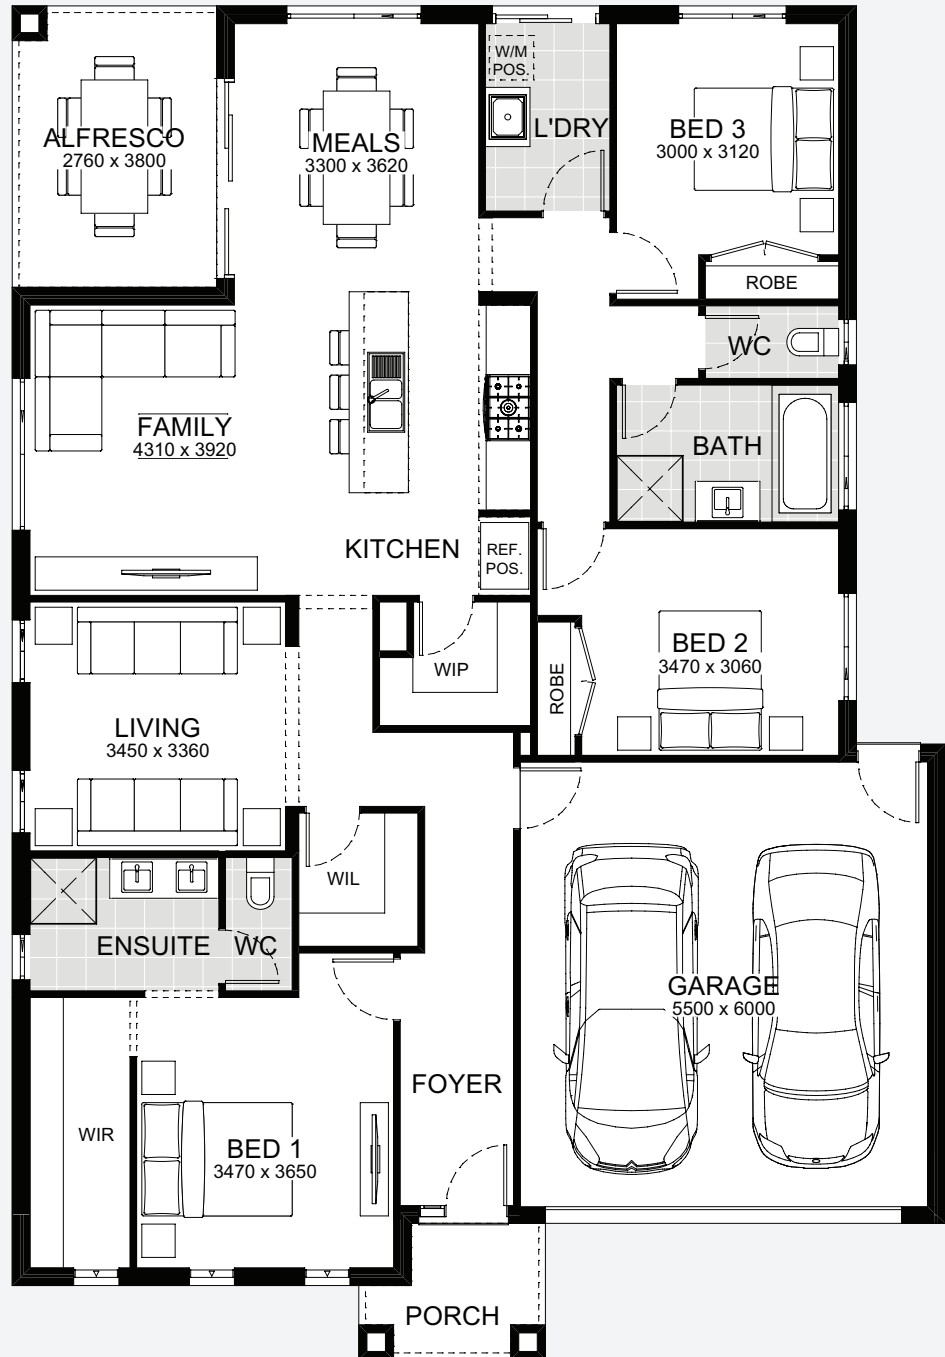 ALFRESCO
2760 x 3800
MEALS
3300 x 3620
W/M
POS.
L'DRY
BED 3
3000 x 3120
ROBE
WC
FAMILY
4310 x 3920
BATH
KITCHEN
REF.
POS.
WIP
ROBE
BED 2
3470 x 3060
LIVING
3450 x 3360
WIL
ENSUITE
WC
GARAGE
5500 x 6000
FOYER
WIR
BED 1
3470 x 3650
PORCH